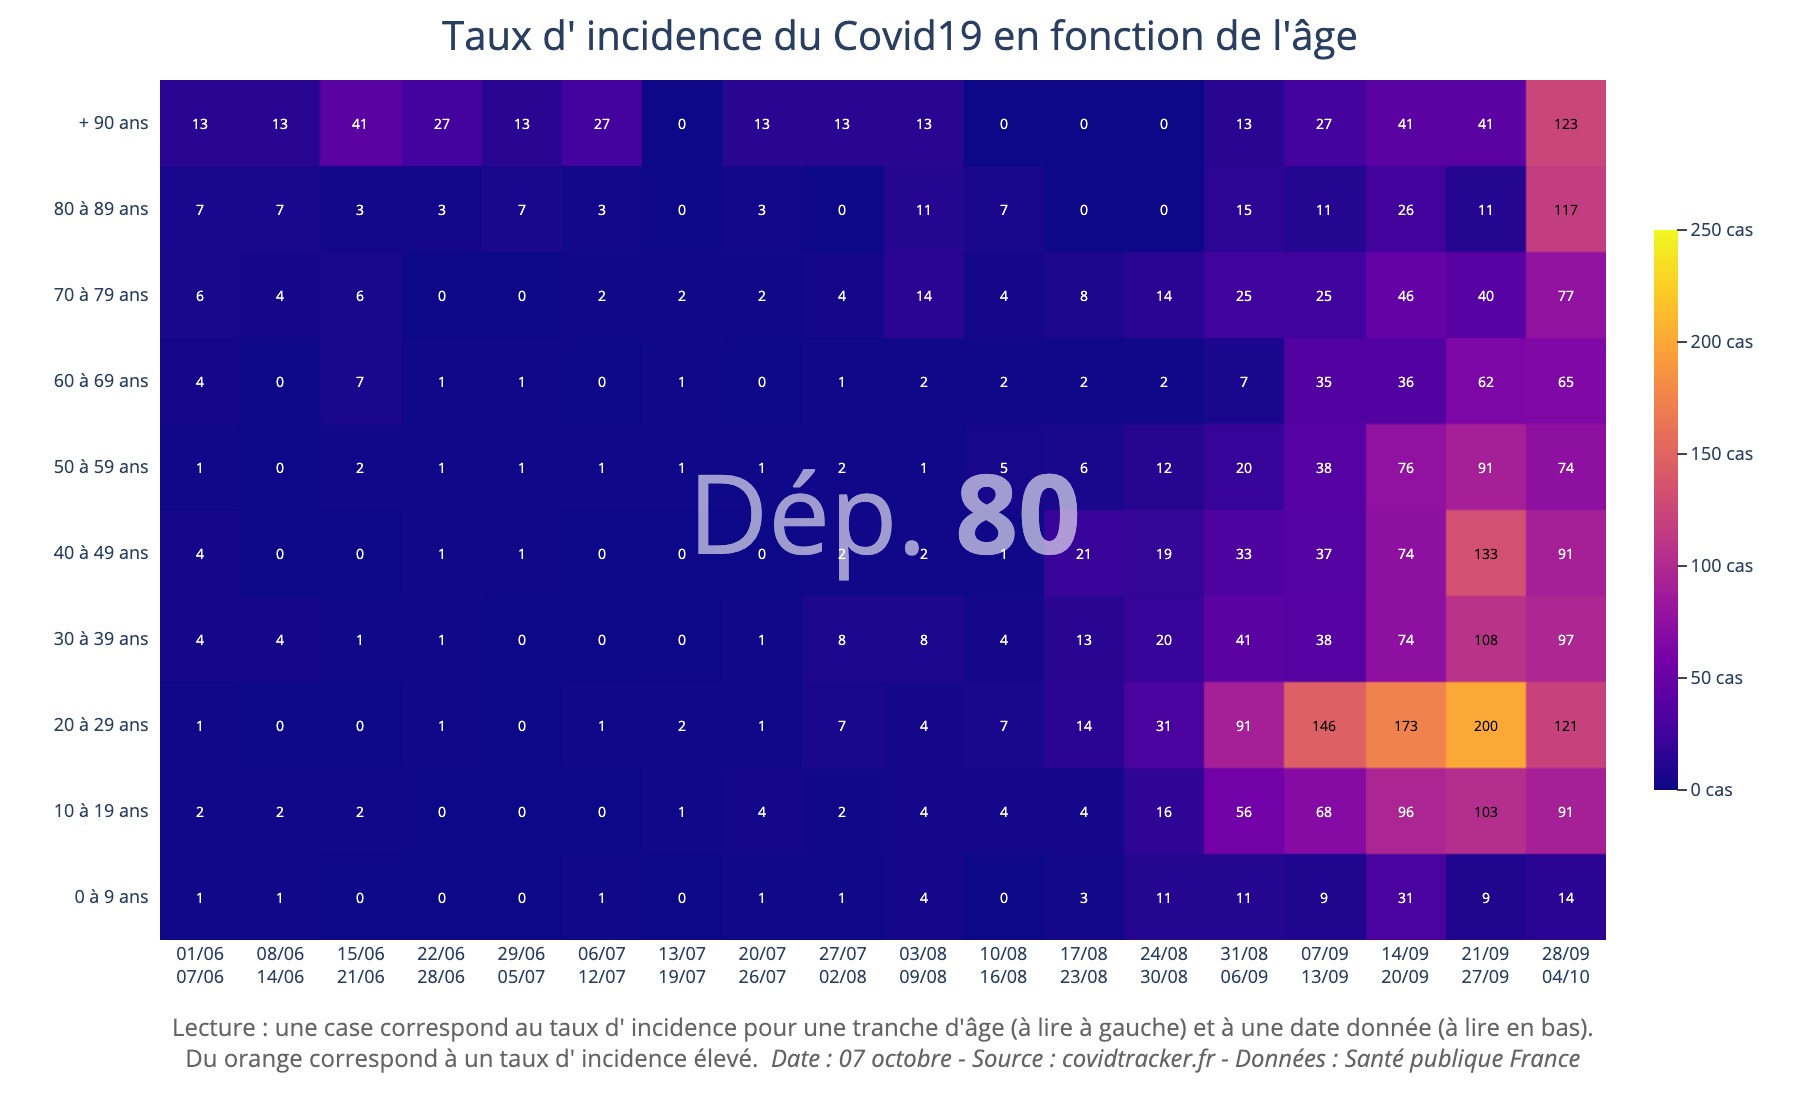 Taux d' incidence du Covid19 en fonction de l'âge
+ 90 ans 13 13 41 27 13 27 0 13 13 13 0 0 0 13 27 41 41 123
80 à 89 ans 7 7 3 3 7 3 0 3 0 11 7 0 0 15 11 26 11 117
250 cas
70 à 79 ans 6 4 6 0 0 2 2 2 4 14 4 8 14 25 25 46 40 77
200 cas
60 à 69 ans 4 0 7 1 1 0 1 0 1 2 2 2 2 7 35 36 62 65
150 cas
50 à 59 ans 1 0 2 1 1 1 1 1 2 1 5 6 12 20 38 76 91 74
Dép. 80
40 à 49 ans 4 0 0 1 1 0 0 0 2 2 1 21 19 33 37 74 133 91
100 cas
30 à 39 ans 4 4 1 1 0 0 0 1 8 8 4 13 20 41 38 74 108 97
50 cas
20 à 29 ans 1 0 0 1 0 1 2 1 7 4 7 14 31 91 146 173 200 121
0 cas
10 à 19 ans 2 2 2 0 0 0 1 4 2 4 4 4 16 56 68 96 103 91
0 à 9 ans 1 1 0 0 0 1 0 1 1 4 0 3 11 11 9 31 9 14
01/06 08/06 15/06 22/06 29/06 06/07 13/07 20/07 27/07 03/08 10/08 17/08 24/08 31/08 07/09 14/09 21/09 28/09
07/06 14/06 21/06 28/06 05/07 12/07 19/07 26/07 02/08 09/08 16/08 23/08 30/08 06/09 13/09 20/09 27/09 04/10
Lecture : une case correspond au taux d' incidence pour une tranche d'âge (à lire à gauche) et à une date donnée (à lire en bas).
Du orange correspond à un taux d' incidence élevé. Date : 07 octobre - Source : covidtracker.fr - Données : Santé publique France